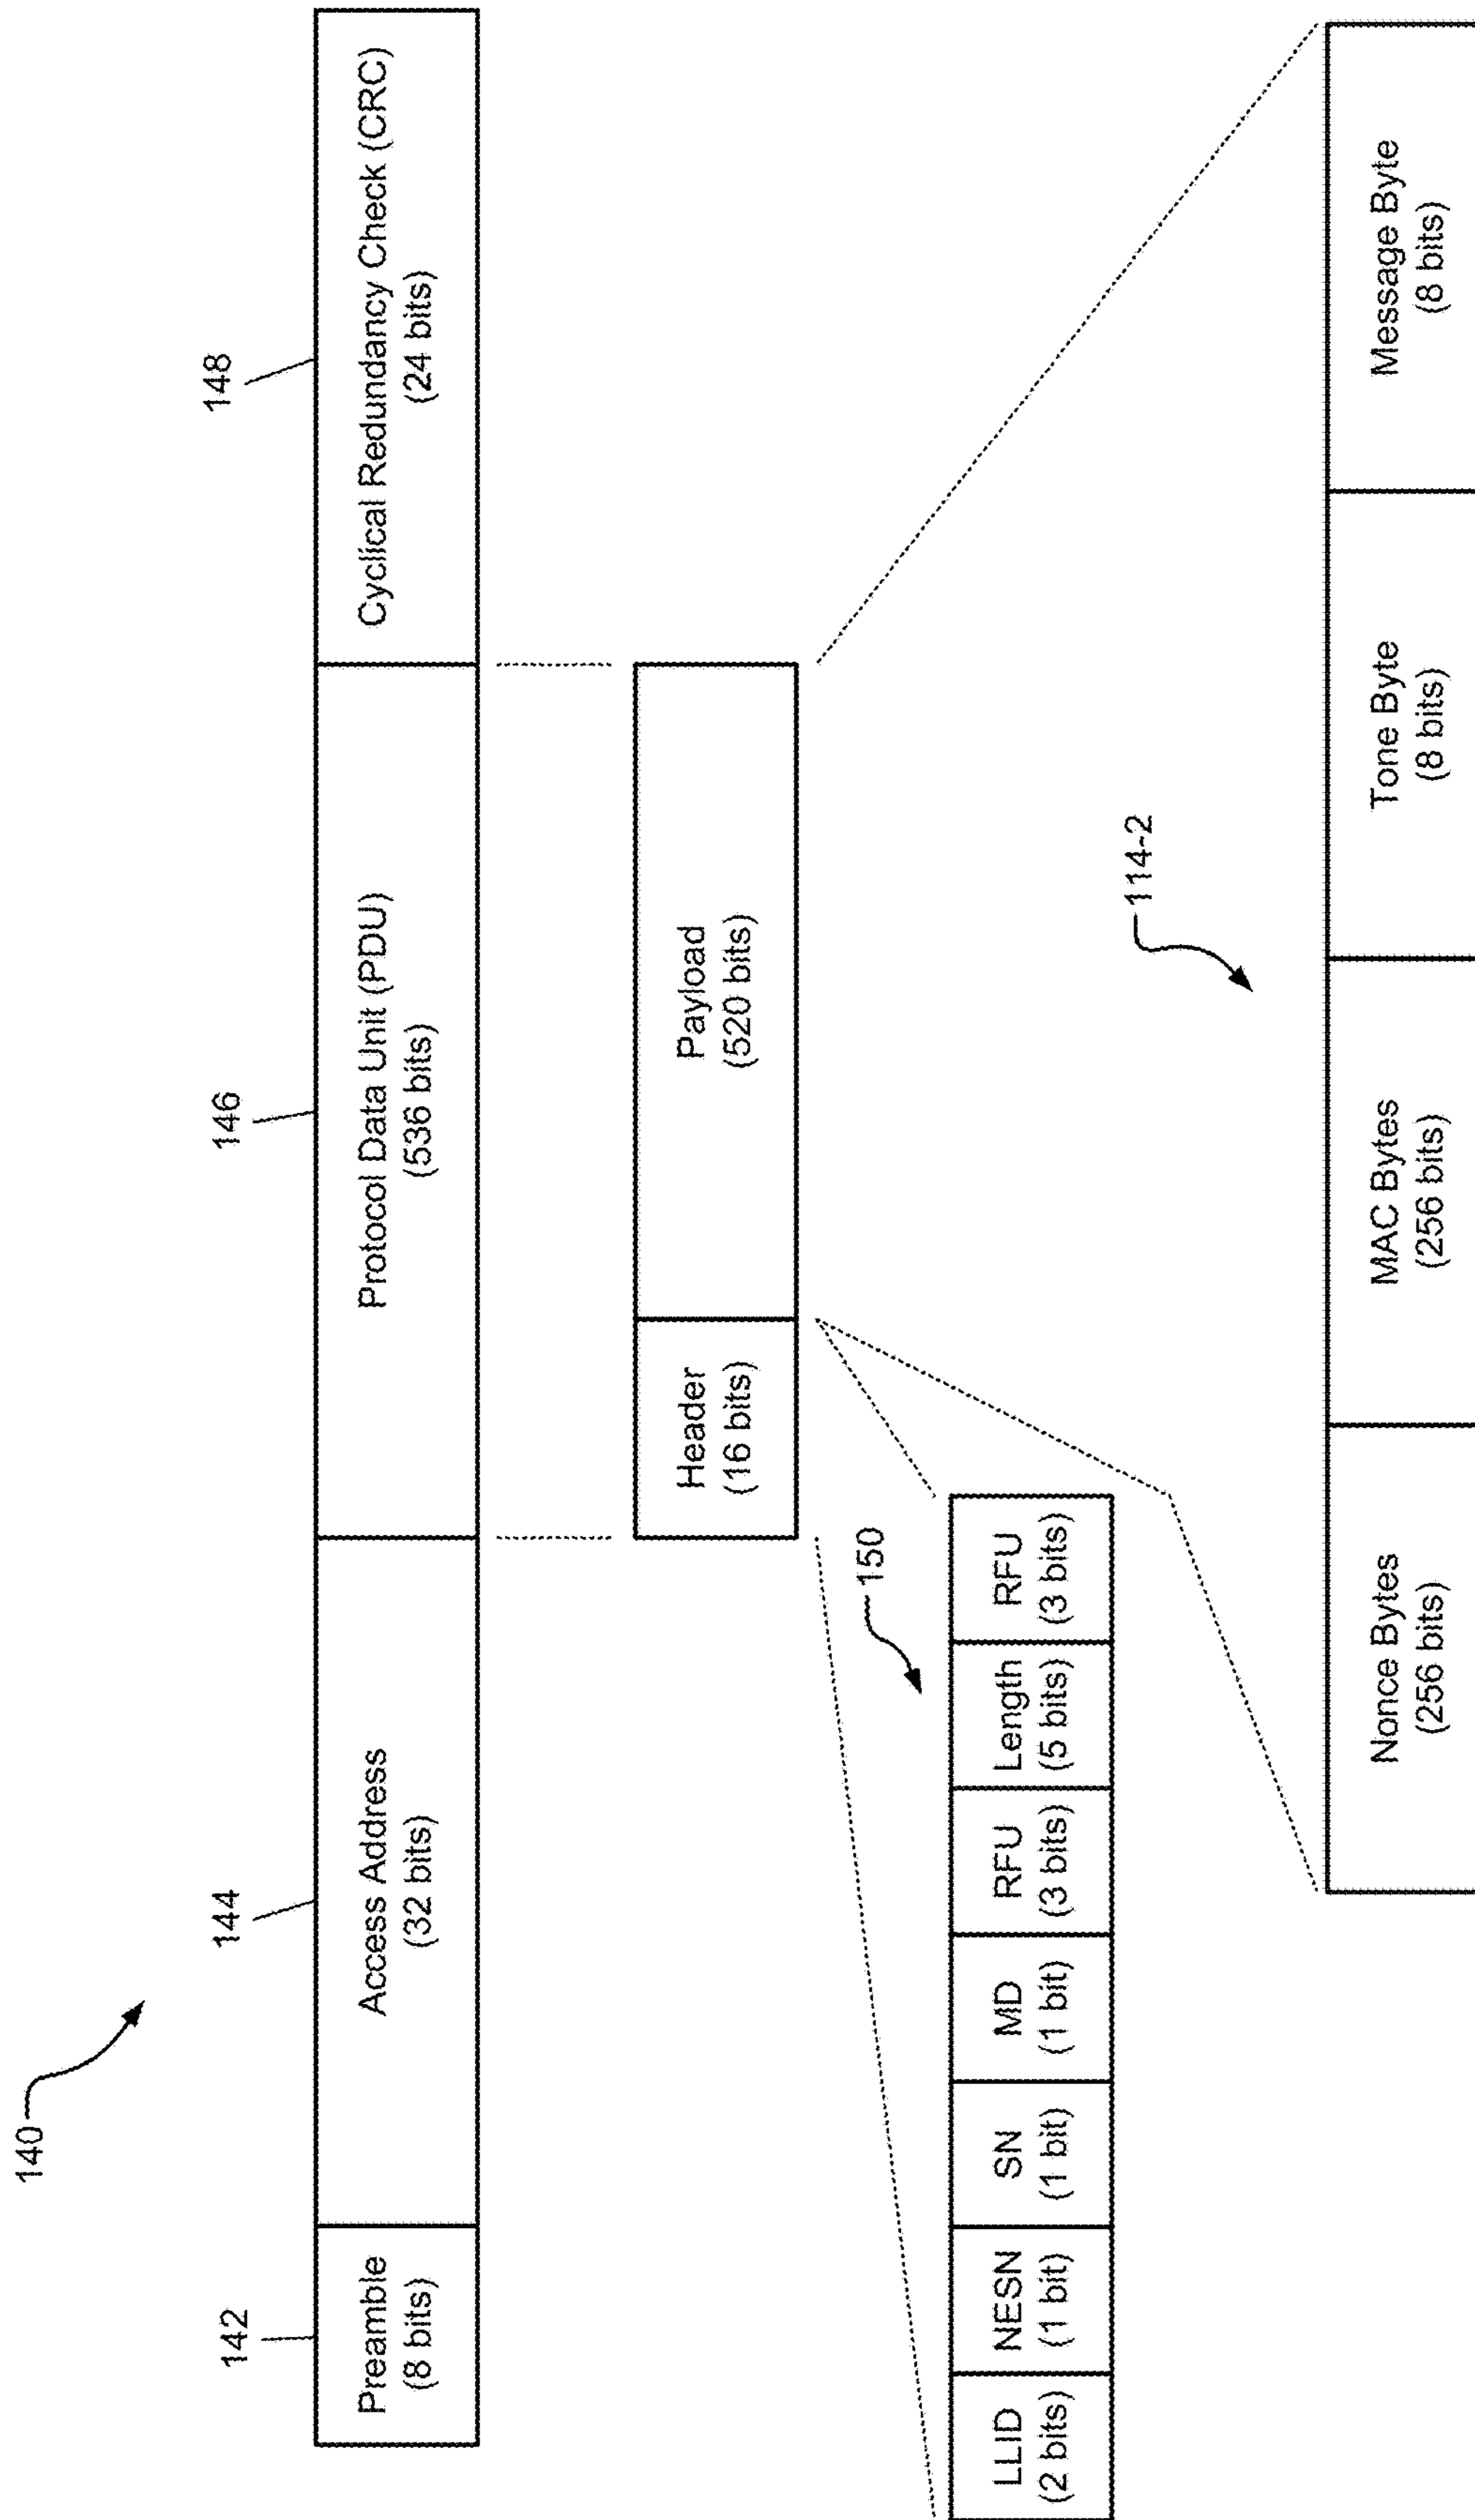 140
142
144
146
148
Preamble
(8 bits)
Access Address
(32 bits)
Protocol Data Unit (PDU)
(536 bits)
Cyclical Redundancy Check (CRC)
(24 bits)
Header
(16 bits)
Payload
(520 bits)
150
LLID
(2 bits)
NESN
(1 bit)
SN
(1 bit)
MD
(1 bit)
RFU
(3 bits)
Length
(5 bits)
RFU
(3 bits)
114-2
Nonce Bytes
(256 bits)
MAC Bytes
(256 bits)
Tone Byte
(8 bits)
Message Byte
(8 bits)